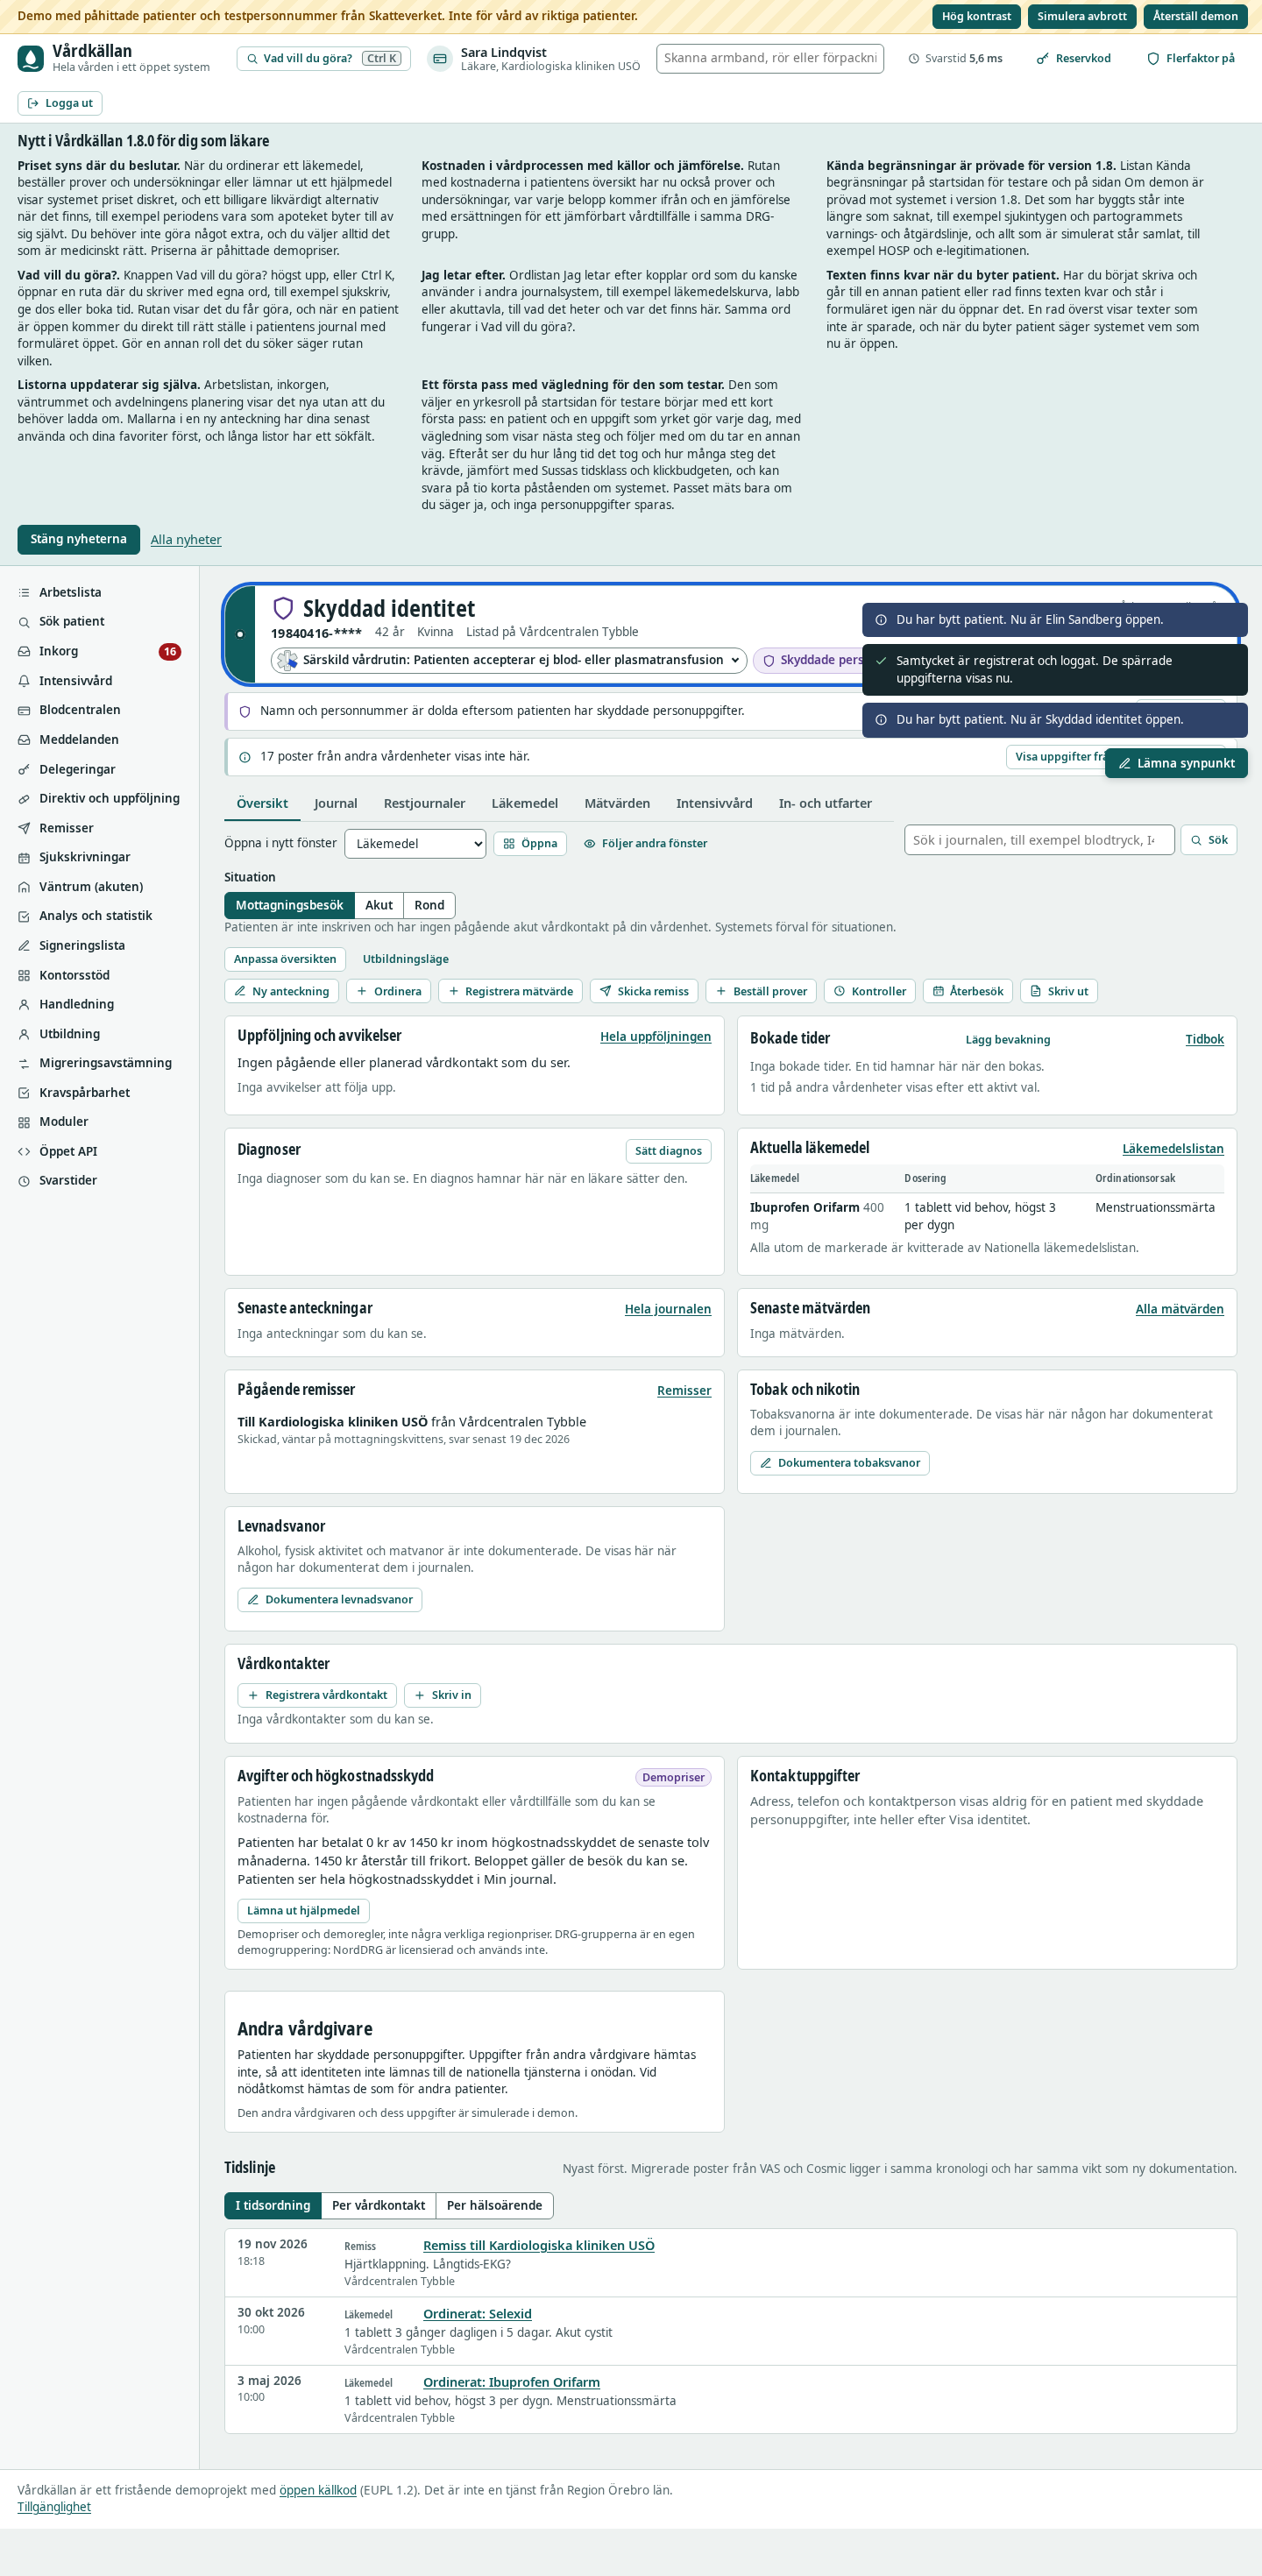 Demo med påhittade patienter och testpersonnummer från Skatteverket. Inte för vård av riktiga patienter.
Hög kontrast
Simulera avbrott
Återställ demon
Vårdkällan
Hela vården i ett öppet system
Vad vill du göra? Ctrl K
Sara Lindqvist
Läkare, Kardiologiska kliniken USÖ
Skanna armband, rör eller förpackni
Svarstid 5,6 ms
Reservkod
Flerfaktor på
Logga ut
Nytt i Vårdkällan 1.8.0 för dig som läkare
Priset syns där du beslutar. När du ordinerar ett läkemedel,
beställer prover och undersökningar eller lämnar ut ett hjälpmedel
visar systemet priset diskret, och ett billigare likvärdigt alternativ
när det finns, till exempel periodens vara som apoteket byter till av
sig själv. Du behöver inte göra något extra, och du väljer alltid det
som är medicinskt rätt. Priserna är påhittade demopriser.
Kostnaden i vårdprocessen med källor och jämförelse. Rutan
med kostnaderna i patientens översikt har nu också prover och
undersökningar, var varje belopp kommer ifrån och en jämförelse
med ersättningen för ett jämförbart vårdtillfälle i samma DRG-
grupp.
Kända begränsningar är prövade för version 1.8. Listan Kända
begränsningar på startsidan för testare och på sidan Om demon är
prövad mot systemet i version 1.8. Det som har byggts står inte
längre som saknat, till exempel sjukintygen och partogrammets
varnings- och åtgärdslinje, och allt som är simulerat står samlat, till
exempel HOSP och e-legitimationen.
Vad vill du göra?. Knappen Vad vill du göra? högst upp, eller Ctrl K,
öppnar en ruta där du skriver med egna ord, till exempel sjukskriv,
ge dos eller boka tid. Rutan visar det du får göra, och när en patient
är öppen kommer du direkt till rätt ställe i patientens journal med
formuläret öppet. Gör en annan roll det du söker säger rutan
vilken.
Jag letar efter. Ordlistan Jag letar efter kopplar ord som du kanske
använder i andra journalsystem, till exempel läkemedelskurva, labb
eller akuttavla, till vad det heter och var det finns här. Samma ord
fungerar i Vad vill du göra?.
Texten finns kvar när du byter patient. Har du börjat skriva och
går till en annan patient eller rad finns texten kvar och står i
formuläret igen när du öppnar det. En rad överst visar texter som
inte är sparade, och när du byter patient säger systemet vem som
nu är öppen.
Listorna uppdaterar sig själva. Arbetslistan, inkorgen,
väntrummet och avdelningens planering visar det nya utan att du
behöver ladda om. Mallarna i en ny anteckning har dina senast
använda och dina favoriter först, och långa listor har ett sökfält.
Ett första pass med vägledning för den som testar. Den som
väljer en yrkesroll på startsidan för testare börjar med ett kort
första pass: en patient och en uppgift som yrket gör varje dag, med
vägledning som visar nästa steg och följer med om du tar en annan
väg. Efteråt ser du hur lång tid det tog och hur många steg det
krävde, jämfört med Sussas tidsklass och klickbudgeten, och kan
svara på tio korta påståenden om systemet. Passet mäts bara om
du säger ja, och inga personuppgifter sparas.
Stäng nyheterna
Alla nyheter
Arbetslista
Sök patient
Inkorg 16
Intensivvård
Blodcentralen
Meddelanden
Delegeringar
Direktiv och uppföljning
Remisser
Sjukskrivningar
Väntrum (akuten)
Analys och statistik
Signeringslista
Kontorsstöd
Handledning
Utbildning
Migreringsavstämning
Kravspårbarhet
Moduler
Öppet API
Svarstider
Skyddad identitet
19840416-**** 42 år Kvinna Listad på Vårdcentralen Tybble
Särskild vårdrutin: Patienten accepterar ej blod- eller plasmatransfusion
Skyddade pers
Du har bytt patient. Nu är Elin Sandberg öppen.
Samtycket är registrerat och loggat. De spärrade
uppgifterna visas nu.
Du har bytt patient. Nu är Skyddad identitet öppen.
Namn och personnummer är dolda eftersom patienten har skyddade personuppgifter.
17 poster från andra vårdenheter visas inte här.
Visa uppgifter frå
Lämna synpunkt
Översikt
Journal
Restjournaler
Läkemedel
Mätvärden
Intensivvård
In- och utfarter
Öppna i nytt fönster
Läkemedel
Öppna
Följer andra fönster
Sök i journalen, till exempel blodtryck, I
Sök
Situation
Mottagningsbesök
Akut
Rond
Patienten är inte inskriven och har ingen pågående akut vårdkontakt på din vårdenhet. Systemets förval för situationen.
Anpassa översikten
Utbildningsläge
Ny anteckning
Ordinera
Registrera mätvärde
Skicka remiss
Beställ prover
Kontroller
Återbesök
Skriv ut
Uppföljning och avvikelser
Hela uppföljningen
Ingen pågående eller planerad vårdkontakt som du ser.
Inga avvikelser att följa upp.
Bokade tider
Lägg bevakning
Tidbok
Inga bokade tider. En tid hamnar här när den bokas.
1 tid på andra vårdenheter visas efter ett aktivt val.
Diagnoser
Sätt diagnos
Inga diagnoser som du kan se. En diagnos hamnar här när en läkare sätter den.
Aktuella läkemedel
Läkemedelslistan
Läkemedel Dosering Ordinationsorsak
Ibuprofen Orifarm 400
mg
1 tablett vid behov, högst 3
per dygn
Menstruationssmärta
Alla utom de markerade är kvitterade av Nationella läkemedelslistan.
Senaste anteckningar
Hela journalen
Inga anteckningar som du kan se.
Senaste mätvärden
Alla mätvärden
Inga mätvärden.
Pågående remisser
Remisser
Till Kardiologiska kliniken USÖ från Vårdcentralen Tybble
Skickad, väntar på mottagningskvittens, svar senast 19 dec 2026
Tobak och nikotin
Tobaksvanorna är inte dokumenterade. De visas här när någon har dokumenterat
dem i journalen.
Dokumentera tobaksvanor
Levnadsvanor
Alkohol, fysisk aktivitet och matvanor är inte dokumenterade. De visas här när
någon har dokumenterat dem i journalen.
Dokumentera levnadsvanor
Vårdkontakter
Registrera vårdkontakt
Skriv in
Inga vårdkontakter som du kan se.
Avgifter och högkostnadsskydd
Demopriser
Patienten har ingen pågående vårdkontakt eller vårdtillfälle som du kan se
kostnaderna för.
Patienten har betalat 0 kr av 1450 kr inom högkostnadsskyddet de senaste tolv
månaderna. 1450 kr återstår till frikort. Beloppet gäller de besök du kan se.
Patienten ser hela högkostnadsskyddet i Min journal.
Lämna ut hjälpmedel
Demopriser och demoregler, inte några verkliga regionpriser. DRG-grupperna är en egen
demogruppering: NordDRG är licensierad och används inte.
Kontaktuppgifter
Adress, telefon och kontaktperson visas aldrig för en patient med skyddade
personuppgifter, inte heller efter Visa identitet.
Andra vårdgivare
Patienten har skyddade personuppgifter. Uppgifter från andra vårdgivare hämtas
inte, så att identiteten inte lämnas till de nationella tjänsterna i onödan. Vid
nödåtkomst hämtas de som för andra patienter.
Den andra vårdgivaren och dess uppgifter är simulerade i demon.
Tidslinje
Nyast först. Migrerade poster från VAS och Cosmic ligger i samma kronologi och har samma vikt som ny dokumentation.
I tidsordning
Per vårdkontakt
Per hälsoärende
19 nov 2026
18:18
Remiss
Remiss till Kardiologiska kliniken USÖ
Hjärtklappning. Långtids-EKG?
Vårdcentralen Tybble
30 okt 2026
10:00
Läkemedel
Ordinerat: Selexid
1 tablett 3 gånger dagligen i 5 dagar. Akut cystit
Vårdcentralen Tybble
3 maj 2026
10:00
Läkemedel
Ordinerat: Ibuprofen Orifarm
1 tablett vid behov, högst 3 per dygn. Menstruationssmärta
Vårdcentralen Tybble
Vårdkällan är ett fristående demoprojekt med öppen källkod (EUPL 1.2). Det är inte en tjänst från Region Örebro län.
Tillgänglighet